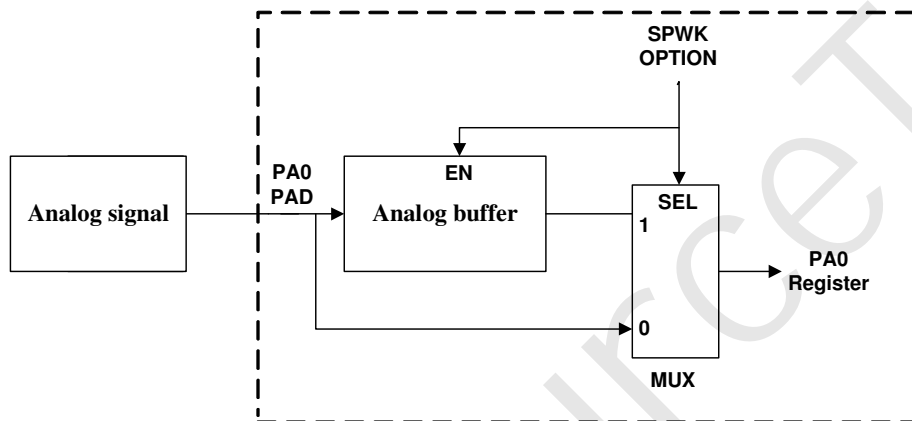 SPWK
OPTION
PA0
PAD
EN
Analog signal
Analog buffer
SEL
1
PA0
Register
0
MUX